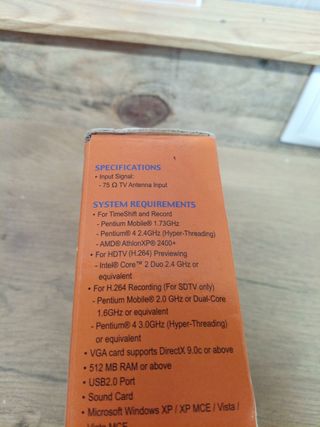 SPECIFICATIONS
• Input Signal:
- 75 Ω TV Antenna Input
SYSTEM REQUIREMENTS
• For TimeShift and Record
- Pentium Mobile® 1.73GHz
- Pentium® 4 2.4GHz (Hyper-Threading)
- AMD® AthlonXP® 2400+
• For HDTV (H.264) Previewing
- Intel® Core™ 2 Duo 2.4 GHz or
equivalent
• For H.264 Recording (For SDTV only)
- Pentium Mobile® 2.0 GHz or Dual-Core
1.6GHz or equivalent
- Pentium® 4 3.0GHz (Hyper-Threading)
or equivalent
• VGA card supports DirectX 9.0c or above
• 512 MB RAM or above
• USB2.0 Port
• Sound Card
• Microsoft Windows XP / XP MCE / Vista /
Vista MCE